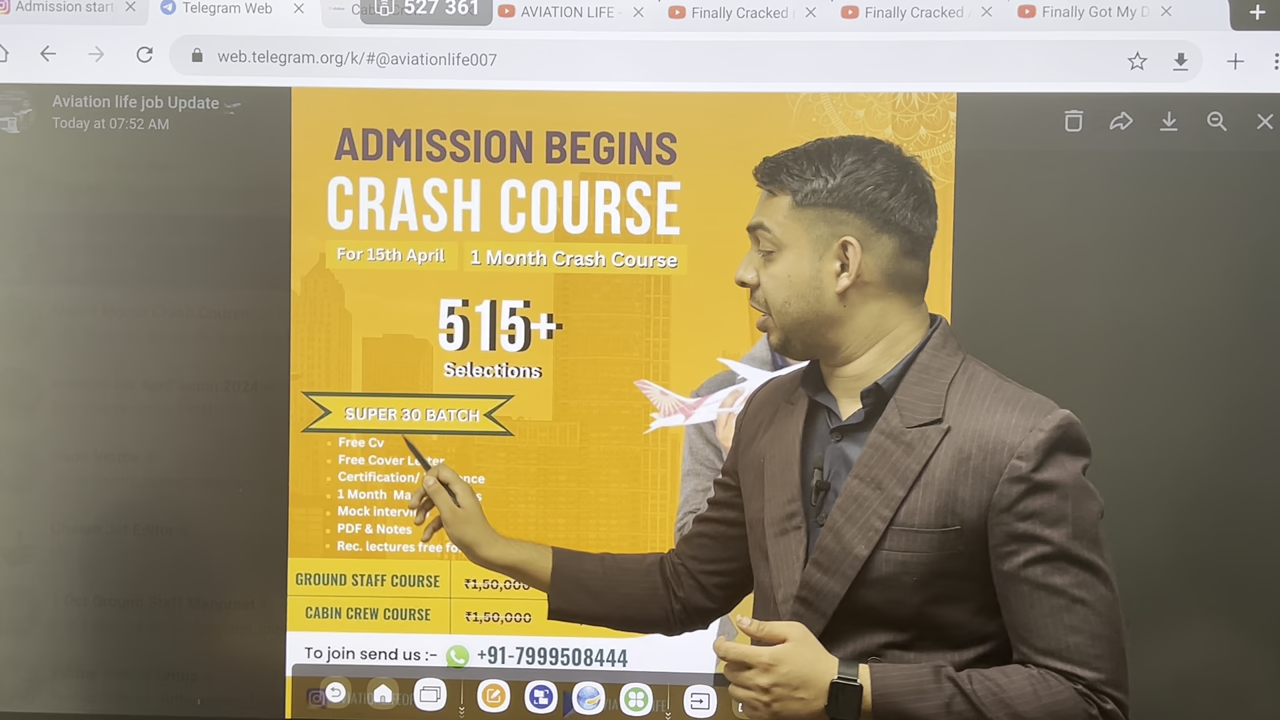 Admission start
Telegram Web
527 361
AVIATION LIFE -
Finally Cracked
Finally Cracked
Finally Got My D
web.telegram.org/k/#@aviationlife007
Aviation life job Update
Today at 07:52 AM
ADMISSION BEGINS
CRASH COURSE
For 15th April
1 Month Crash Course
515+
Selections
SUPER 30 BATCH
Free Cv
Free Cover Letter
Certification/
1 Month
Mock
PDF & Notes
Rec. lectures free
GROUND STAFF COURSE
₹1,50,000
CABIN CREW COURSE
₹1,50,000
To join send us :-
+91-7999508444